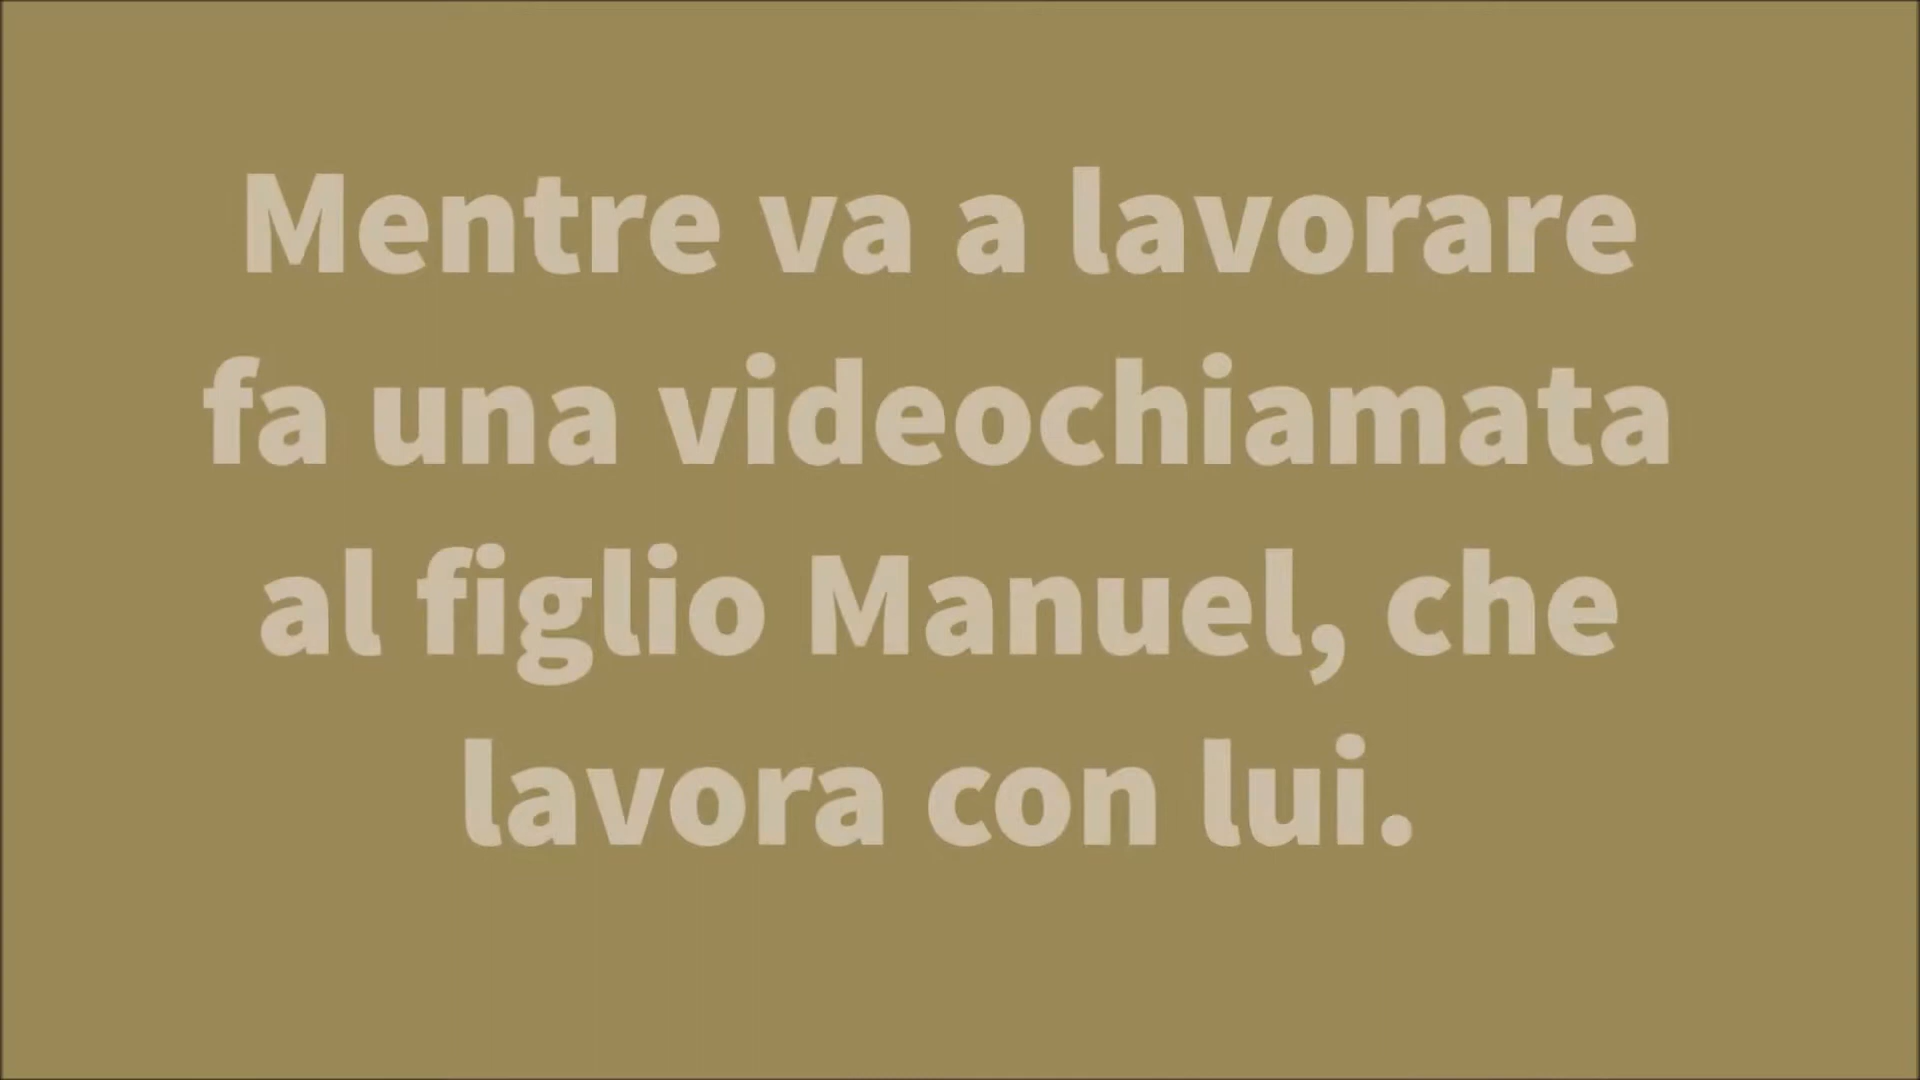 Mentre va a lavorare
fa una videochiamata
al figlio Manuel, che
lavora con lui.